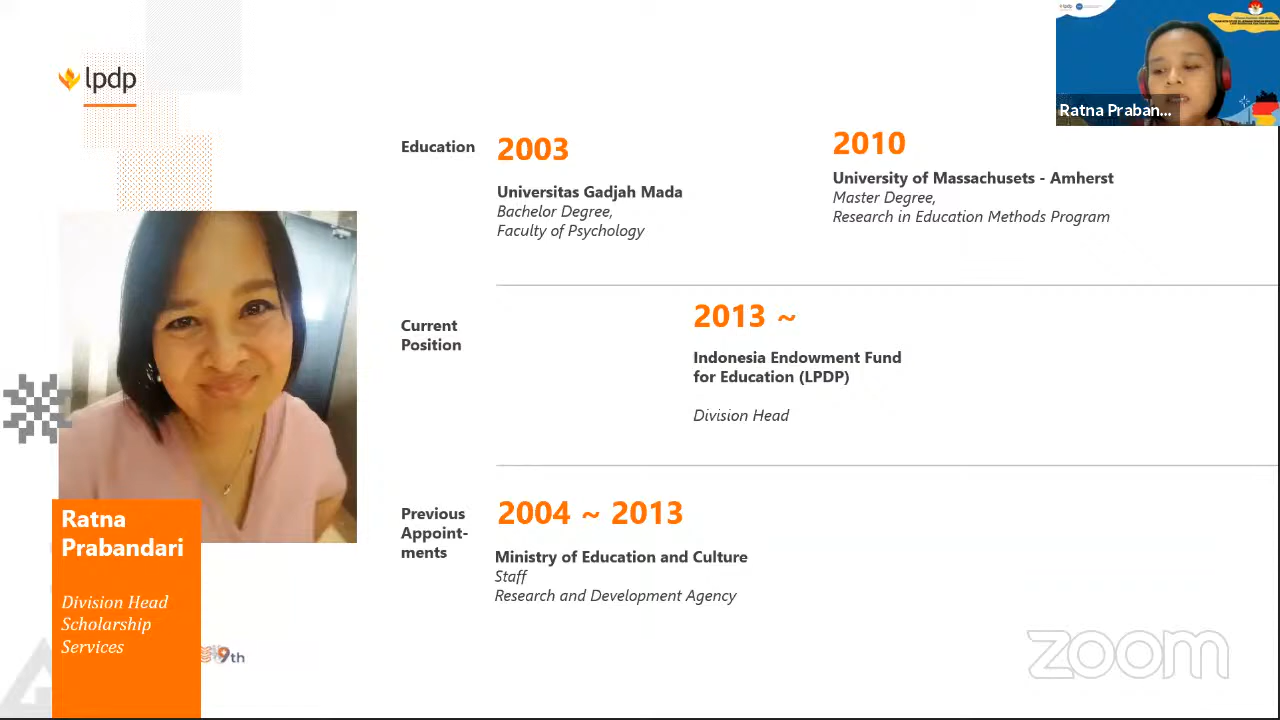 lpdp
Ratna Praban...
Education
2003
Universitas Gadjah Mada
Bachelor Degree,
Faculty of Psychology
2010
University of Massachusets - Amherst
Master Degree,
Research in Education Methods Program
Current
Position
2013 ~
Indonesia Endowment Fund
for Education (LPDP)
Division Head
Previous
Appoint-
ments
2004 ~ 2013
Ministry of Education and Culture
Staff
Research and Development Agency
Ratna
Prabandari
Division Head
Scholarship
Services
9th
zoom